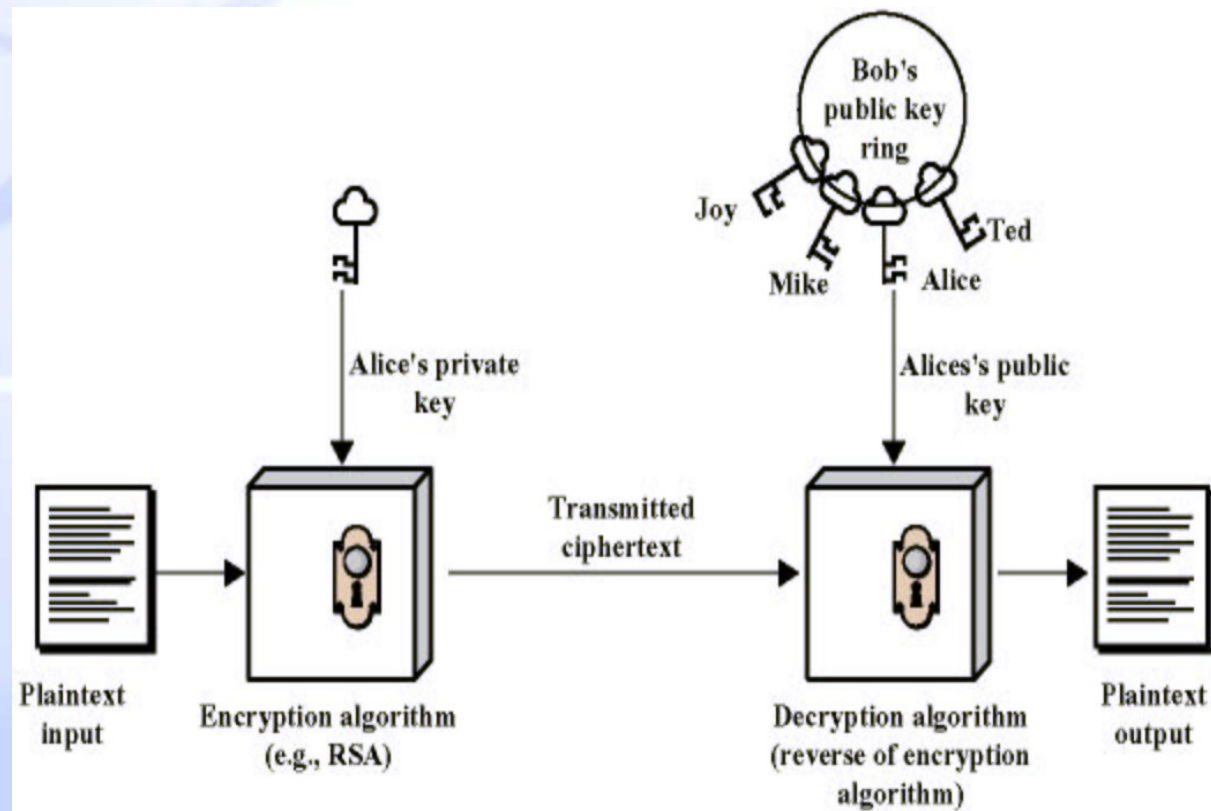 Bob's
public key
ring
Joy
Mike
Alice
Ted
Alice's private
key
Alices's public
key
Transmitted
ciphertext
Plaintext
input
Encryption algorithm
(e.g., RSA)
Decryption algorithm
(reverse of encryption
algorithm)
Plaintext
output